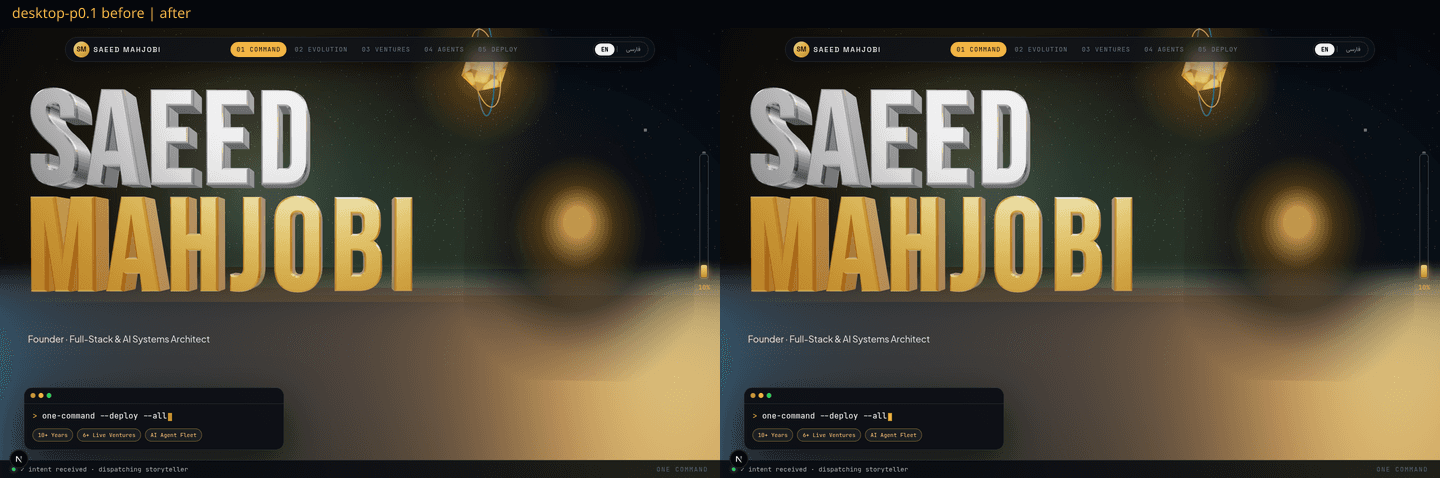 desktop-p0.1 before | after
SM SAEED MAHJOBI 01 COMMAND 02 EVOLUTION 03 VENTURES 04 AGENTS 05 DEPLOY EN فارسی
SAEED
MAHJOBI
10%
Founder · Full-Stack & AI Systems Architect
> one-command --deploy --all
10+ Years 6+ Live Ventures AI Agent Fleet
N
✓ intent received · dispatching storyteller ONE COMMAND
SM SAEED MAHJOBI 01 COMMAND 02 EVOLUTION 03 VENTURES 04 AGENTS 05 DEPLOY EN فارسی
SAEED
MAHJOBI
10%
Founder · Full-Stack & AI Systems Architect
> one-command --deploy --all
10+ Years 6+ Live Ventures AI Agent Fleet
N
✓ intent received · dispatching storyteller ONE COMMAND